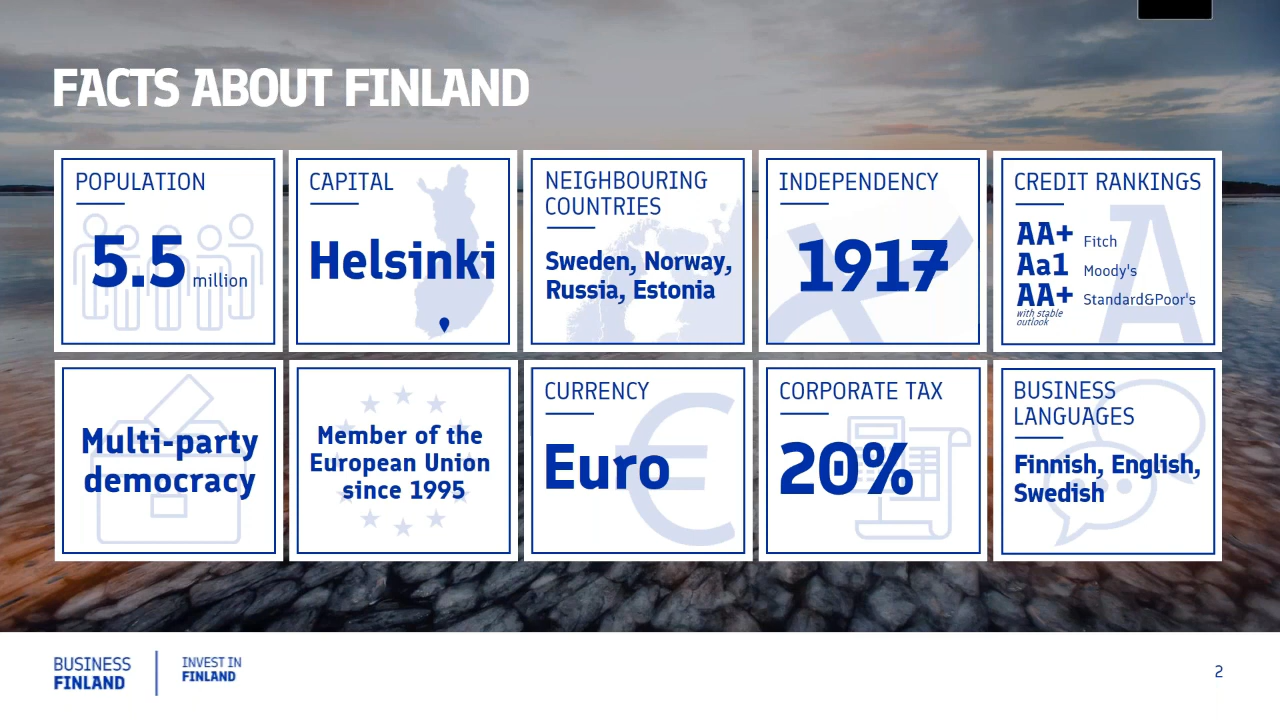 FACTS ABOUT FINLAND
POPULATION
5.5 million
CAPITAL
Helsinki
NEIGHBOURING
COUNTRIES
Sweden, Norway,
Russia, Estonia
INDEPENDENCY
1917
CREDIT RANKINGS
AA+ Fitch
Aa1 Moody's
AA+ Standard&Poor's
with stable
outlook
Multi-party
democracy
Member of the
European Union
since 1995
CURRENCY
Euro
CORPORATE TAX
20%
BUSINESS
LANGUAGES
Finnish, English,
Swedish
BUSINESS
FINLAND
INVEST IN
FINLAND
2